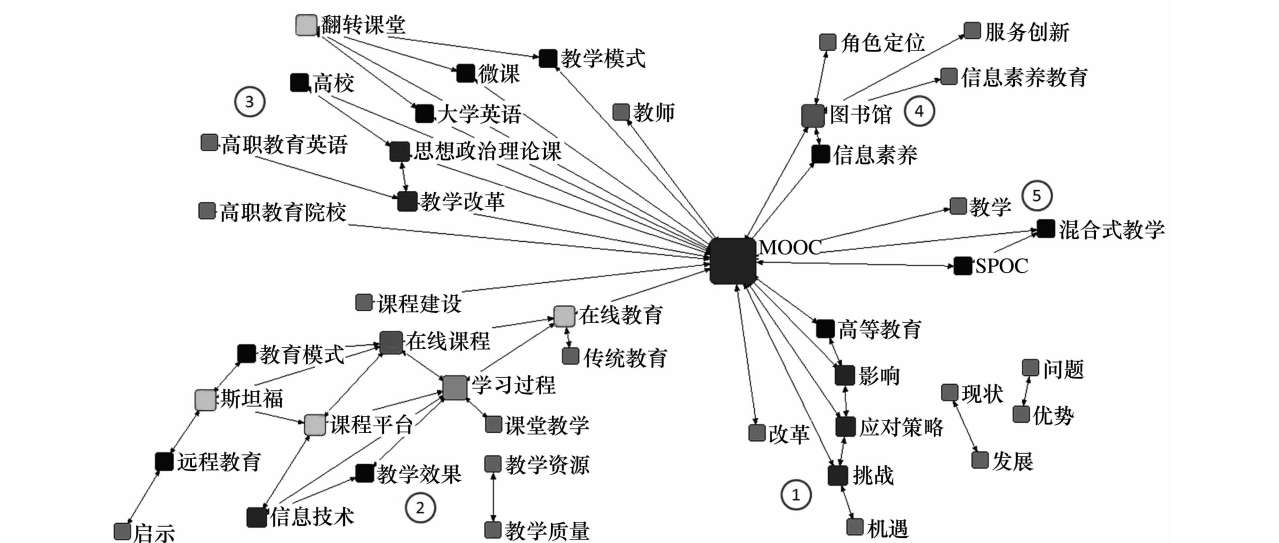 翻转课堂
教学模式
微课
高校
③
大学英语
教师
高职教育英语
思想政治理论课
教学改革
高职教育院校
角色定位
服务创新
信息素养教育
图书馆
④
信息素养
MOOC
教学
⑤
混合式教学
SPOC
课程建设
在线教育
传统教育
在线课程
教育模式
学习过程
斯坦福
课程平台
课堂教学
远程教育
教学效果
②
教学资源
信息技术
启示
教学质量
高等教育
影响
应对策略
改革
挑战
①
机遇
问题
现状
优势
发展